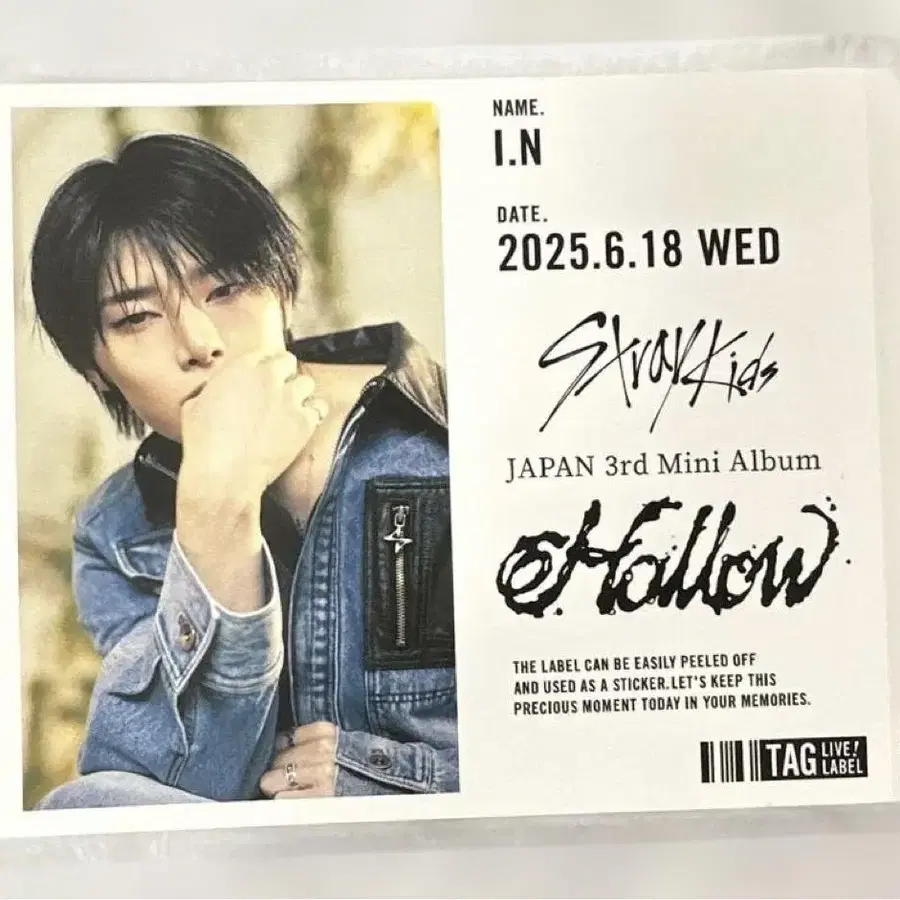 NAME.
I.N
DATE.
2025.6.18 WED
Stray Kids
JAPAN 3rd Mini Album
Hollow
THE LABEL CAN BE EASILY PEELED OFF
AND USED AS A STICKER.LET'S KEEP THIS
PRECIOUS MOMENT TODAY IN YOUR MEMORIES.
TAG LIVE!
LABEL